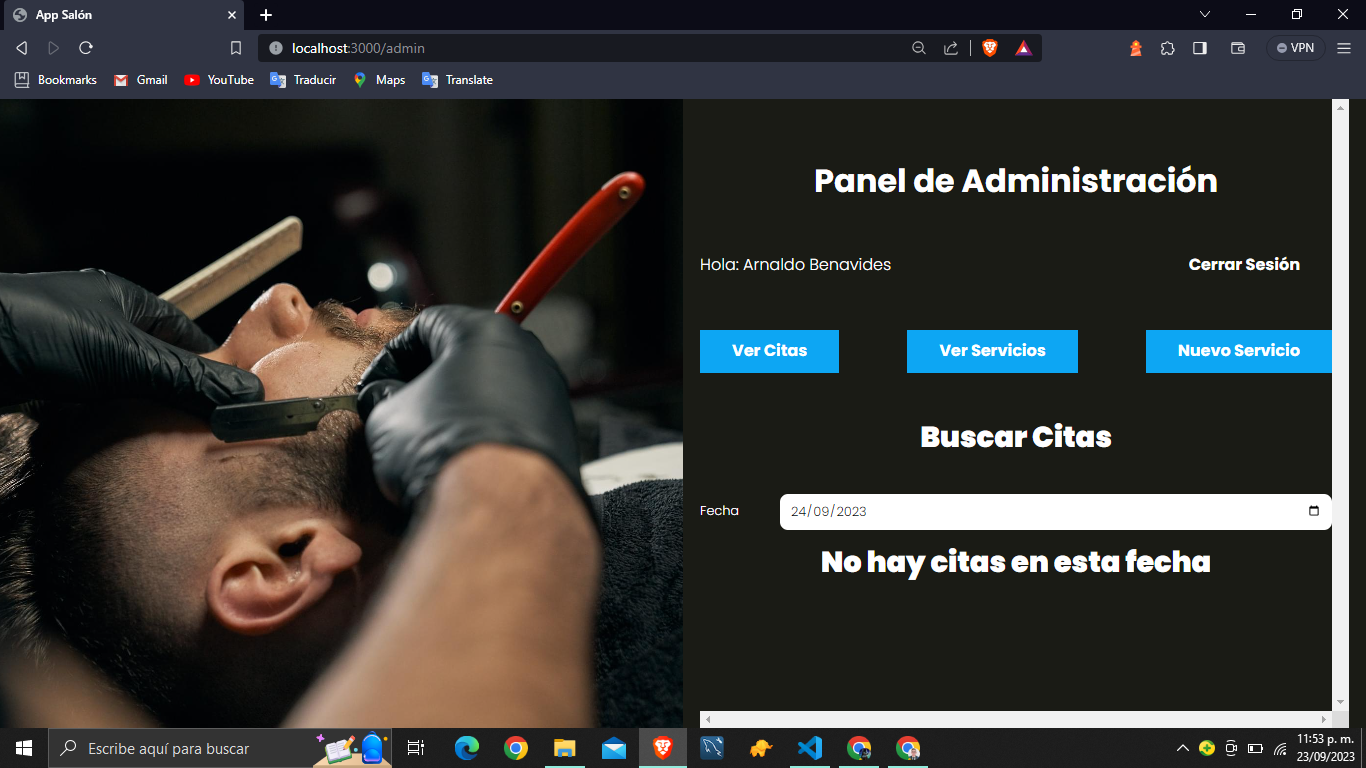 App Salón
localhost:3000/admin
VPN
Bookmarks Gmail YouTube Traducir Maps Translate
Panel de Administración
Hola: Arnaldo Benavides Cerrar Sesión
Ver Citas Ver Servicios Nuevo Servicio
Buscar Citas
Fecha 24/09/2023
No hay citas en esta fecha
Escribe aquí para buscar
11:53 p. m.
23/09/2023